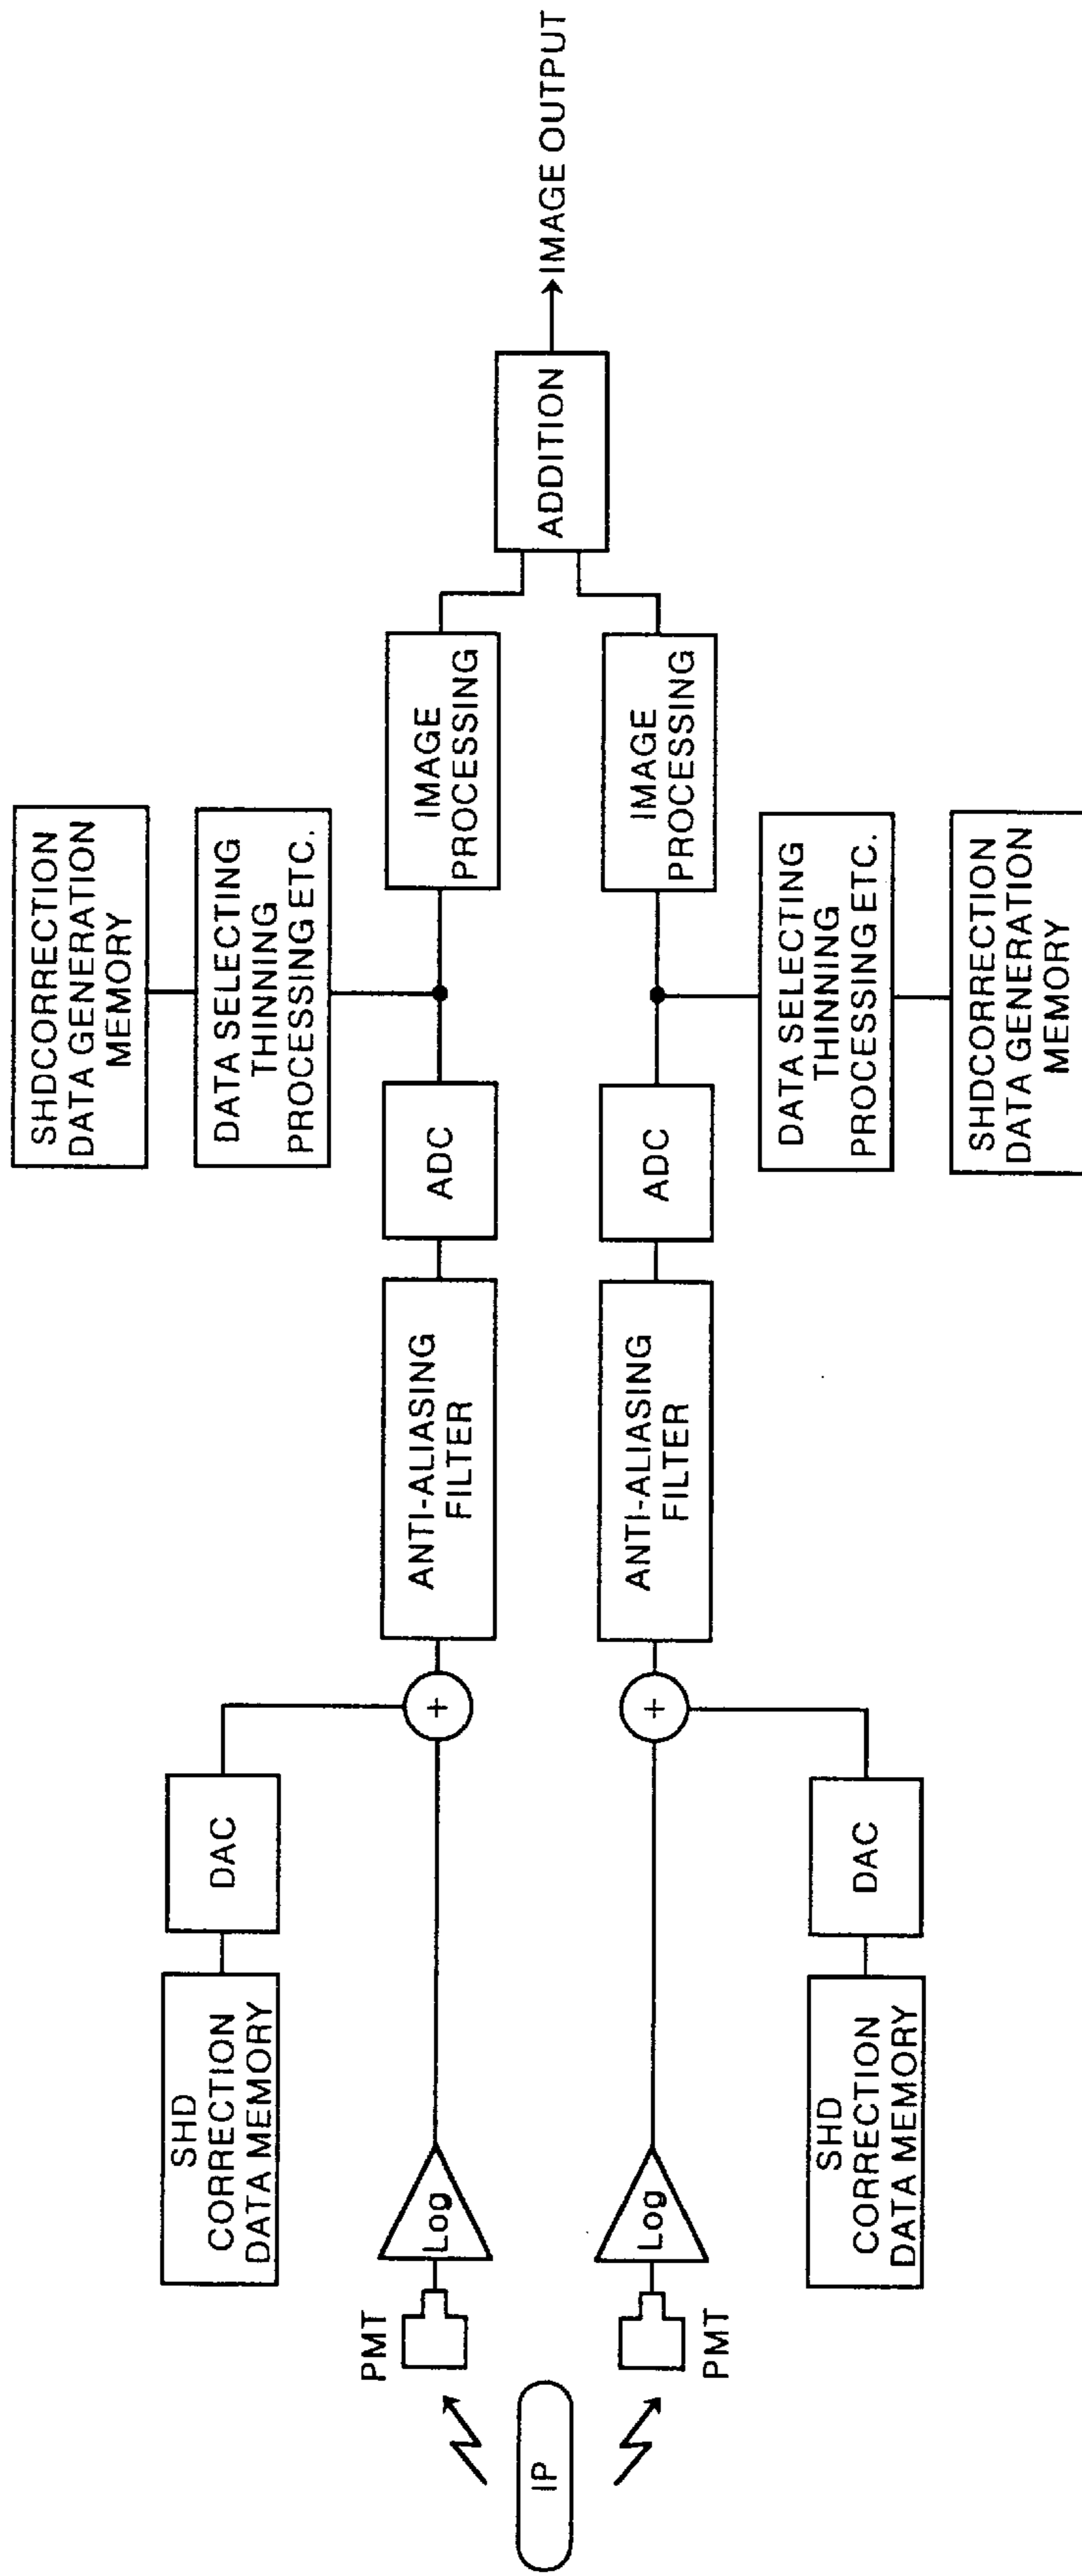 SHDCORRECTION
DATA GENERATION
MEMORY
DATA SELECTING
THINNING
PROCESSING ETC.
SHD
CORRECTION
DATA MEMORY
DAC
PMT
Log
+
ANTI-ALIASING
FILTER
ADC
IMAGE
PROCESSING
IP
ADDITION
IMAGE OUTPUT
PMT
Log
+
ANTI-ALIASING
FILTER
ADC
IMAGE
PROCESSING
SHD
CORRECTION
DATA MEMORY
DAC
DATA SELECTING
THINNING
PROCESSING ETC.
SHDCORRECTION
DATA GENERATION
MEMORY